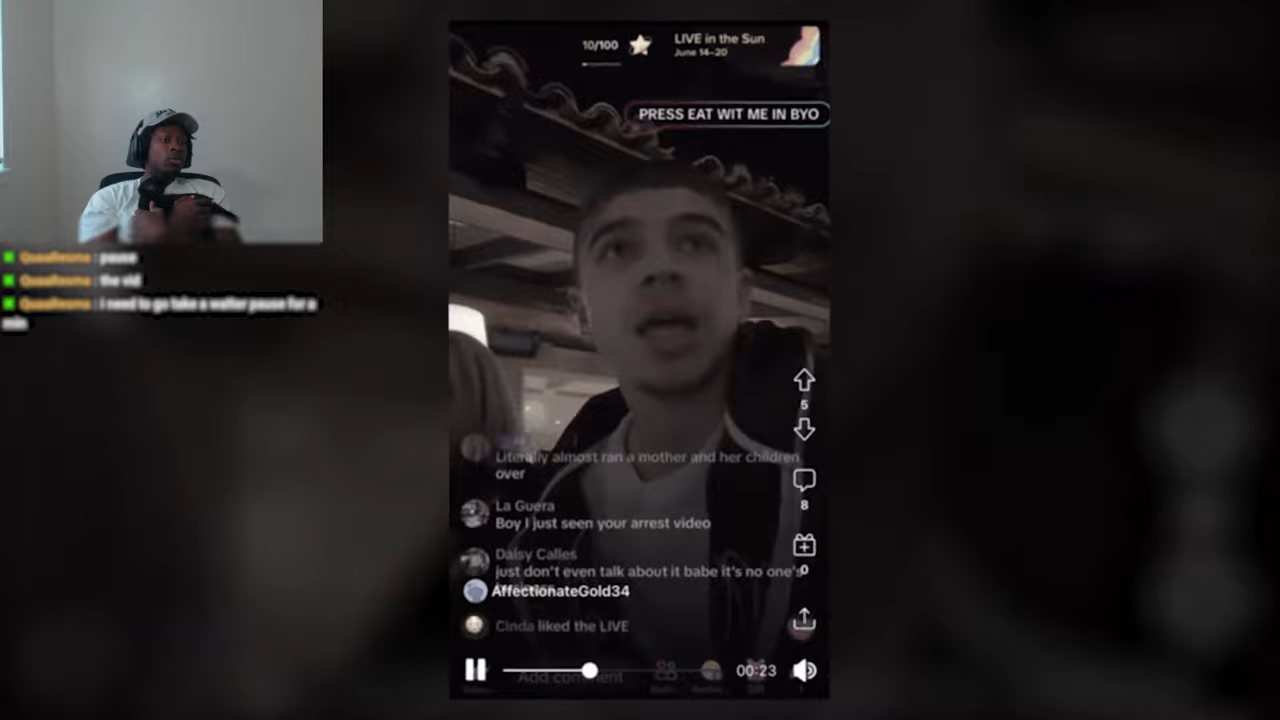 10/100
LIVE in the Sun
June 14–20
PRESS EAT WIT ME IN BYO
: pause
: the vid
: I need to go take a
pause for a
min
5
Literally almost ran a mother and her children
over
La Guera
Boy I just seen your arrest video
8
Daisy Calles
just don't even talk about it babe it's no one's
0
AffectionateGold34
Cinda liked the LIVE
Add comment
00:23